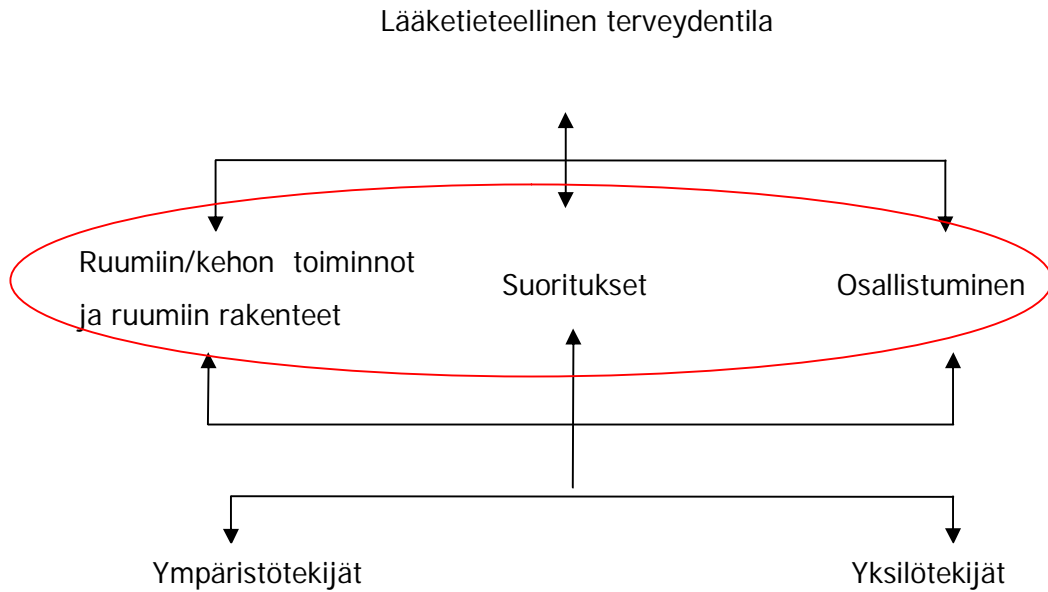 Lääketieteellinen terveydentila
Ruumiin/kehon toiminnot
ja ruumiin rakenteet
Suoritukset
Osallistuminen
Ympäristötekijät
Yksilötekijät